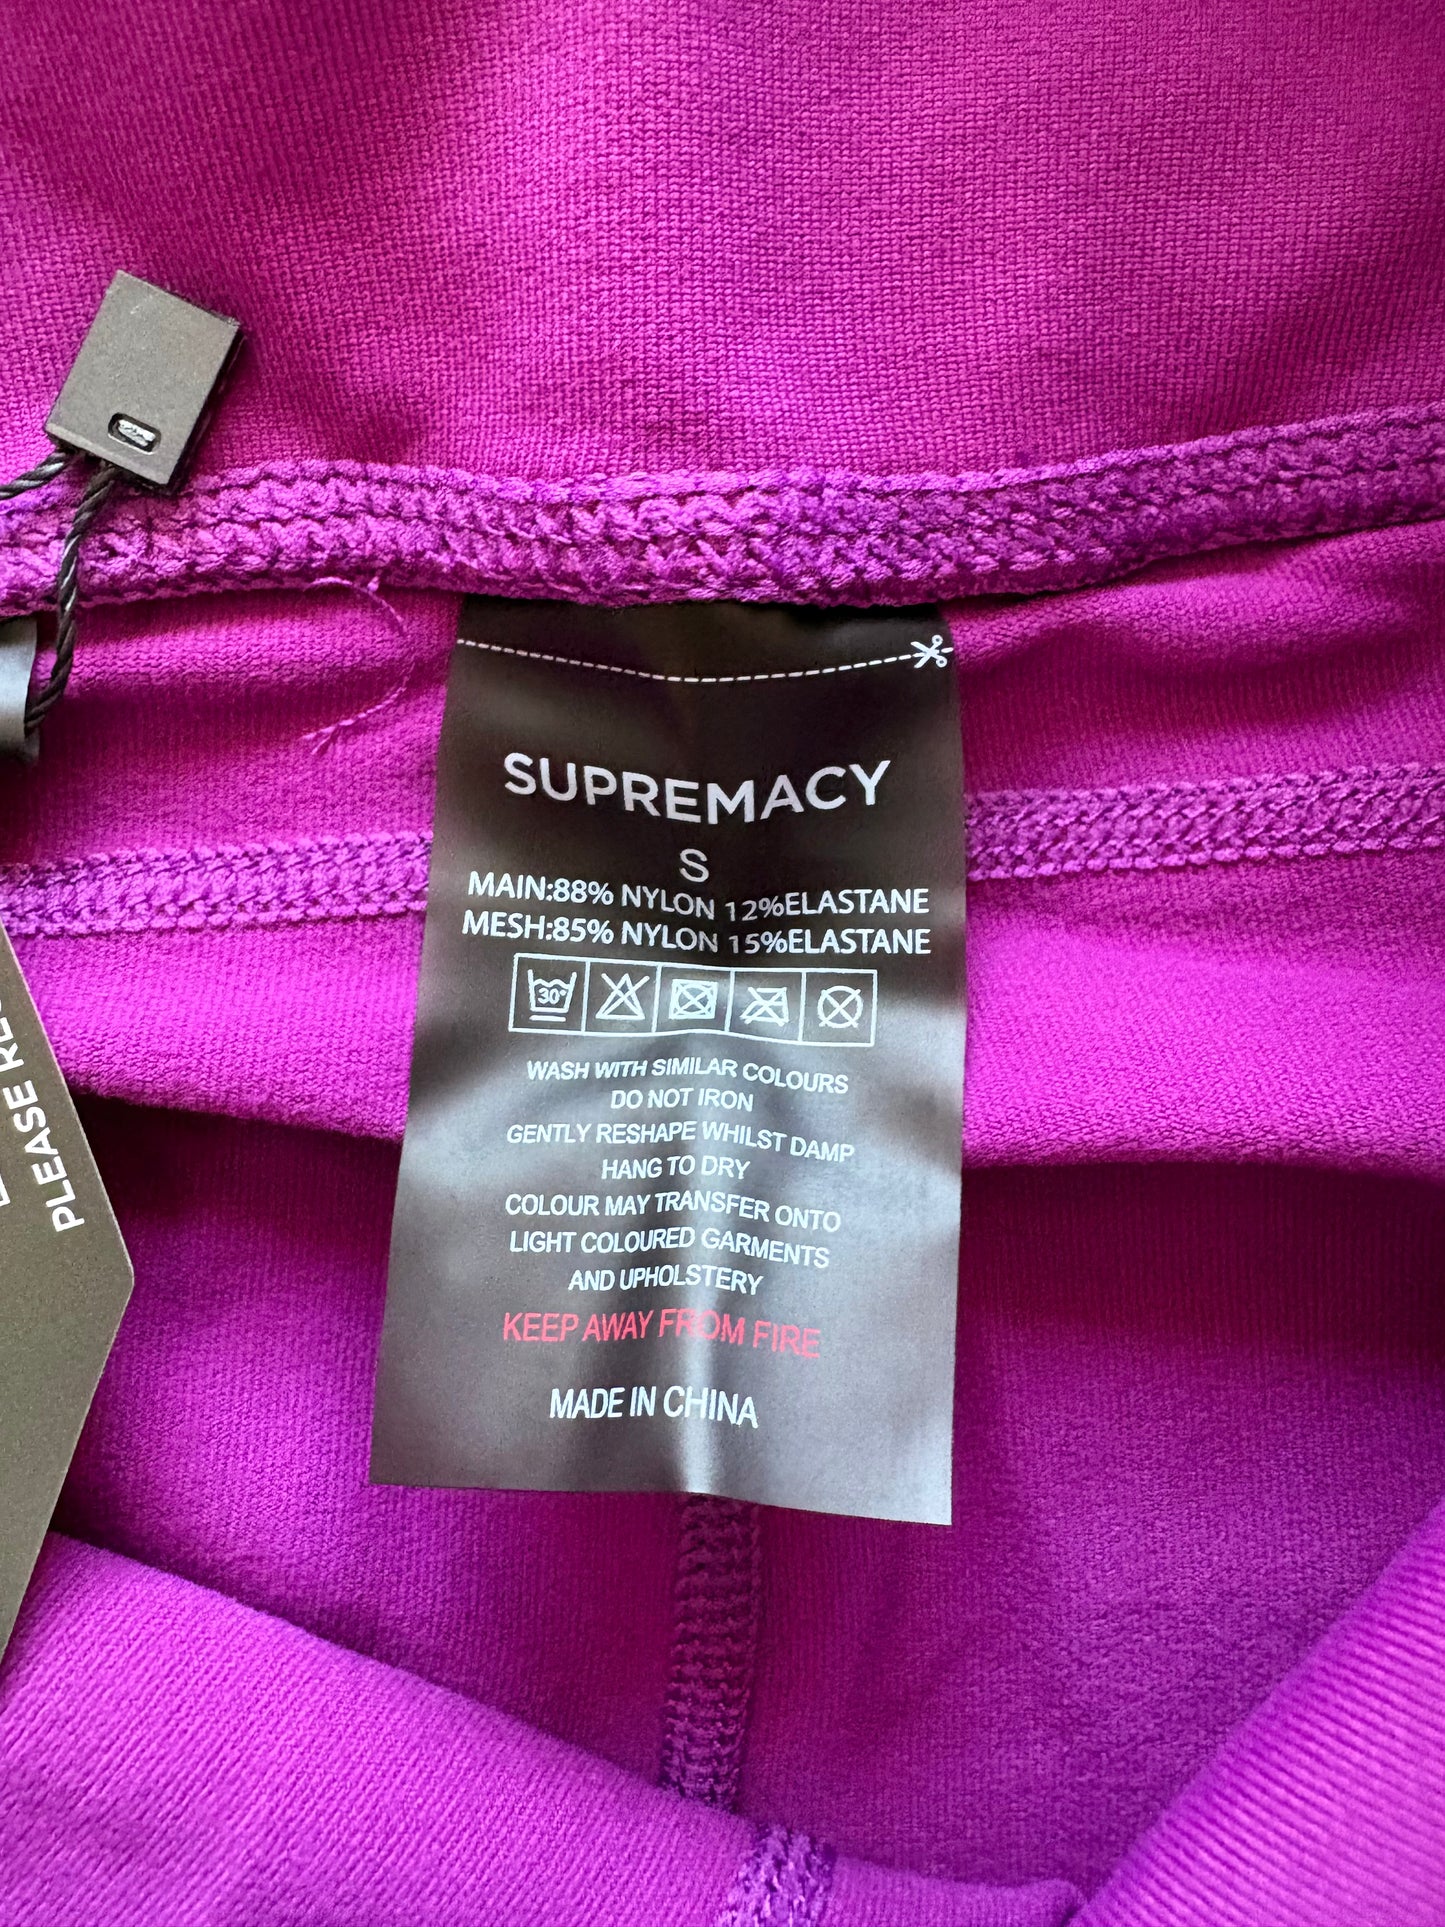 SUPREMACY
S
MAIN:88% NYLON 12%ELASTANE
MESH:85% NYLON 15%ELASTANE
30°
WASH WITH SIMILAR COLOURS
DO NOT IRON
GENTLY RESHAPE WHILST DAMP
HANG TO DRY
COLOUR MAY TRANSFER ONTO
LIGHT COLOURED GARMENTS
AND UPHOLSTERY
KEEP AWAY FROM FIRE
MADE IN CHINA
PLEASE